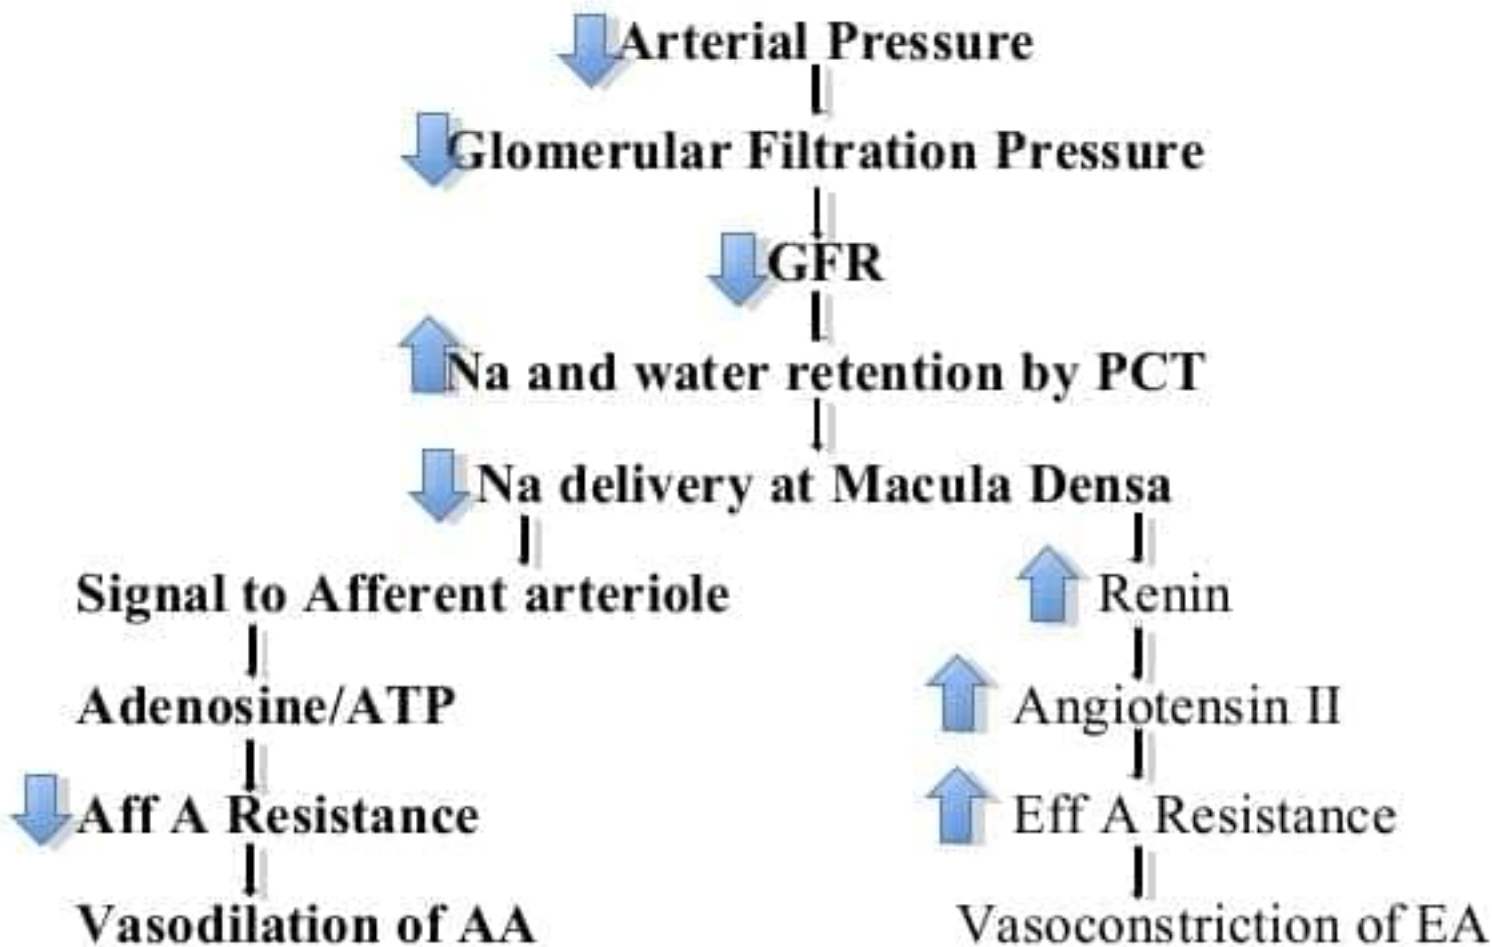 Arterial Pressure
Glomerular Filtration Pressure
GFR
Na and water retention by PCT
Na delivery at Macula Densa
Signal to Afferent arteriole
Renin
Adenosine/ATP
Angiotensin II
Aff A Resistance
Eff A Resistance
Vasodilation of AA
Vasoconstriction of EA